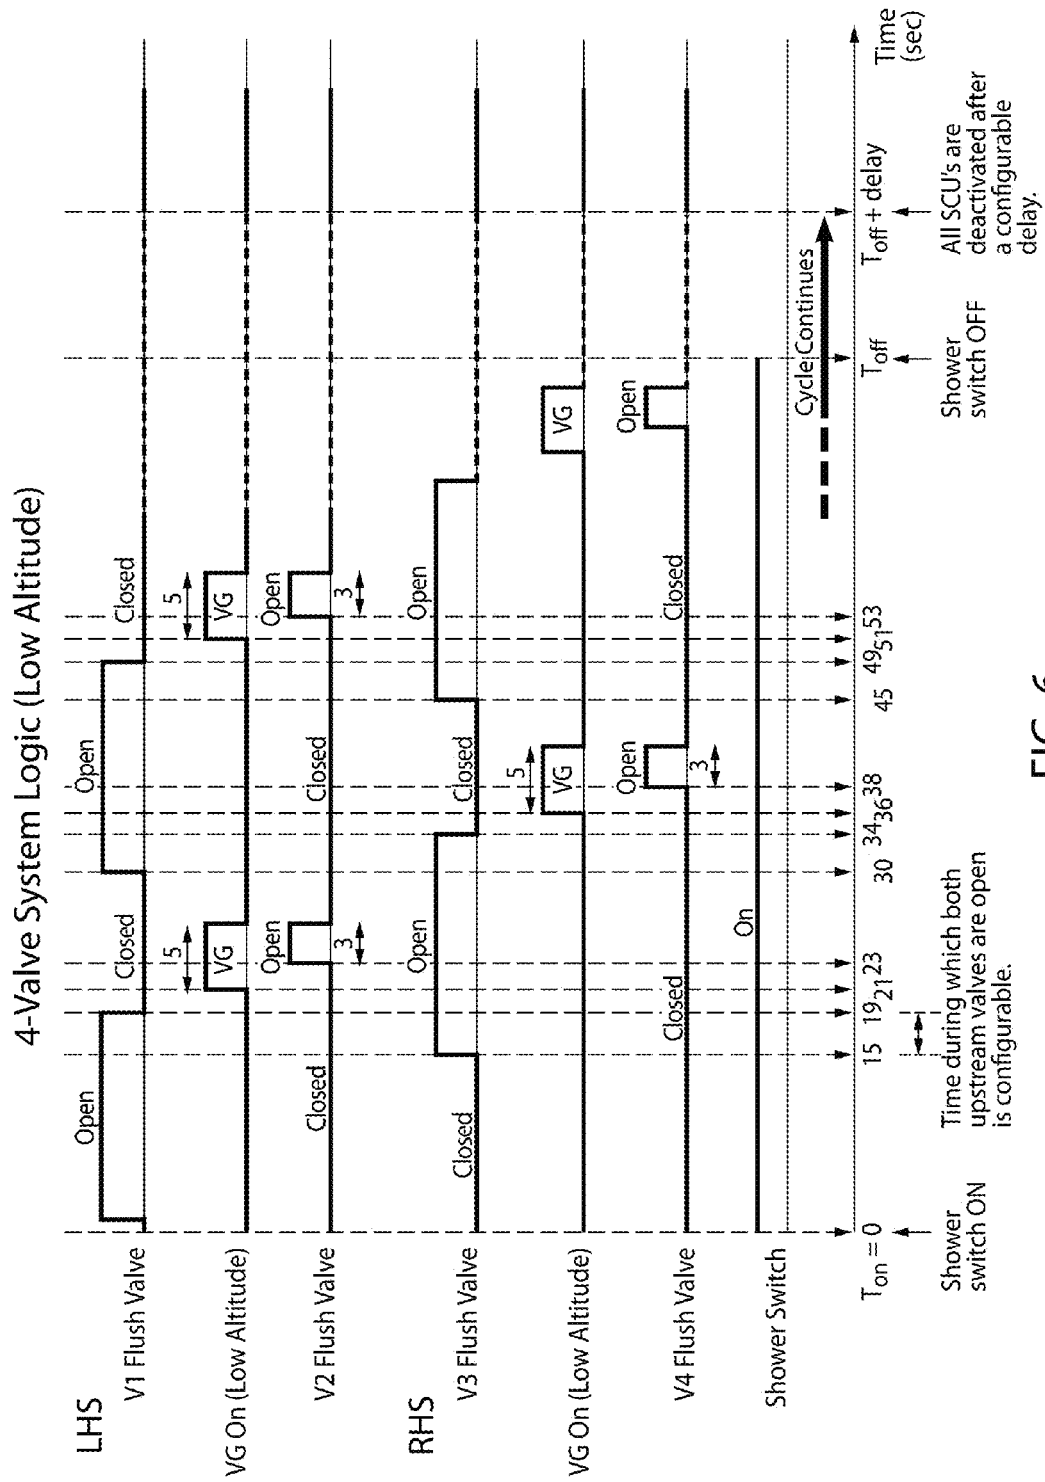 4-Valve System Logic (Low Altitude)
LHS
V1 Flush Valve
Open
Closed
Open
Closed
VG On (Low Altitude)
5
VG
5
VG
V2 Flush Valve
Closed
Open
3
Closed
Open
3
RHS
V3 Flush Valve
Closed
Open
Closed
Open
VG On (Low Altitude)
5
VG
VG
V4 Flush Valve
Closed
Open
3
Closed
Open
Shower Switch
On
Cycle Continues
Ton = 0
15
19
21
23
30
34
36
38
45
49
51
53
Toff
Toff + delay
Time
(sec)
Shower
switch ON
Time during which both
upstream valves are open
is configurable.
Shower
switch OFF
All SCU's are
deactivated after
a configurable
delay.
FIG. 6